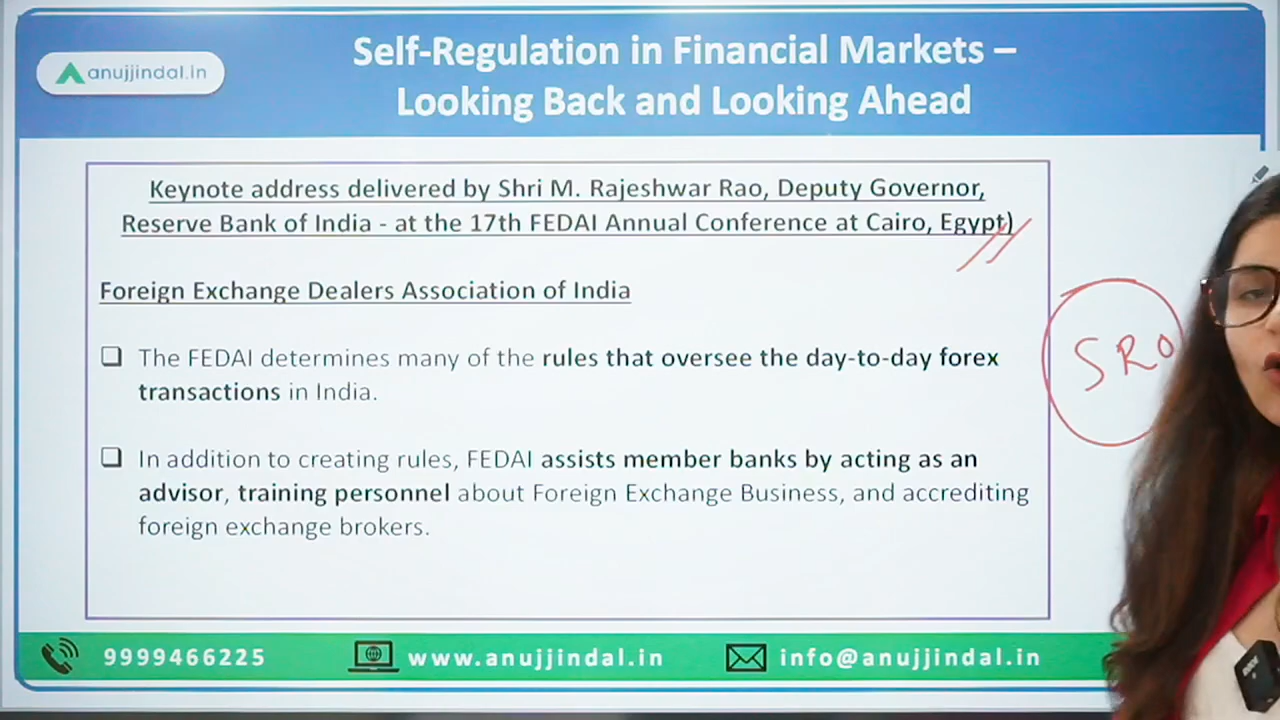 anujjindal.in
Self-Regulation in Financial Markets –
Looking Back and Looking Ahead
Keynote address delivered by Shri M. Rajeshwar Rao, Deputy Governor,
Reserve Bank of India - at the 17th FEDAI Annual Conference at Cairo, Egypt)
Foreign Exchange Dealers Association of India
SRO
❑ The FEDAI determines many of the rules that oversee the day-to-day forex
transactions in India.
❑ In addition to creating rules, FEDAI assists member banks by acting as an
advisor, training personnel about Foreign Exchange Business, and accrediting
foreign exchange brokers.
9999466225 www.anujjindal.in info@anujjindal.in